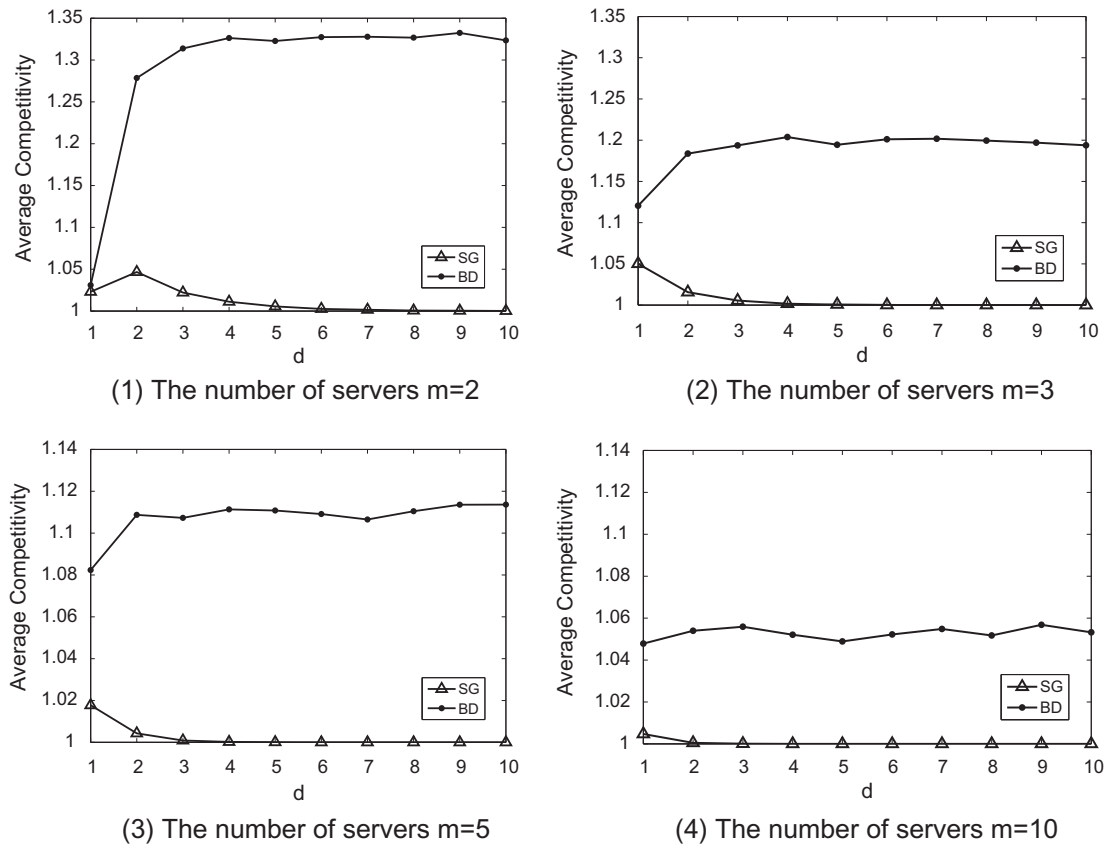 1.35
1.3
1.25
1.2
1.15
1.1
1.05
1
Average Competitivity
SG
BD
1 2 3 4 5 6 7 8 9 10
d
(1) The number of servers m=2
1.35
1.3
1.25
1.2
1.15
1.1
1.05
1
Average Competitivity
SG
BD
1 2 3 4 5 6 7 8 9 10
d
(2) The number of servers m=3
1.14
1.12
1.1
1.08
1.06
1.04
1.02
1
Average Competitivity
SG
BD
1 2 3 4 5 6 7 8 9 10
d
(3) The number of servers m=5
1.14
1.12
1.1
1.08
1.06
1.04
1.02
1
Average Competitivity
SG
BD
1 2 3 4 5 6 7 8 9 10
d
(4) The number of servers m=10